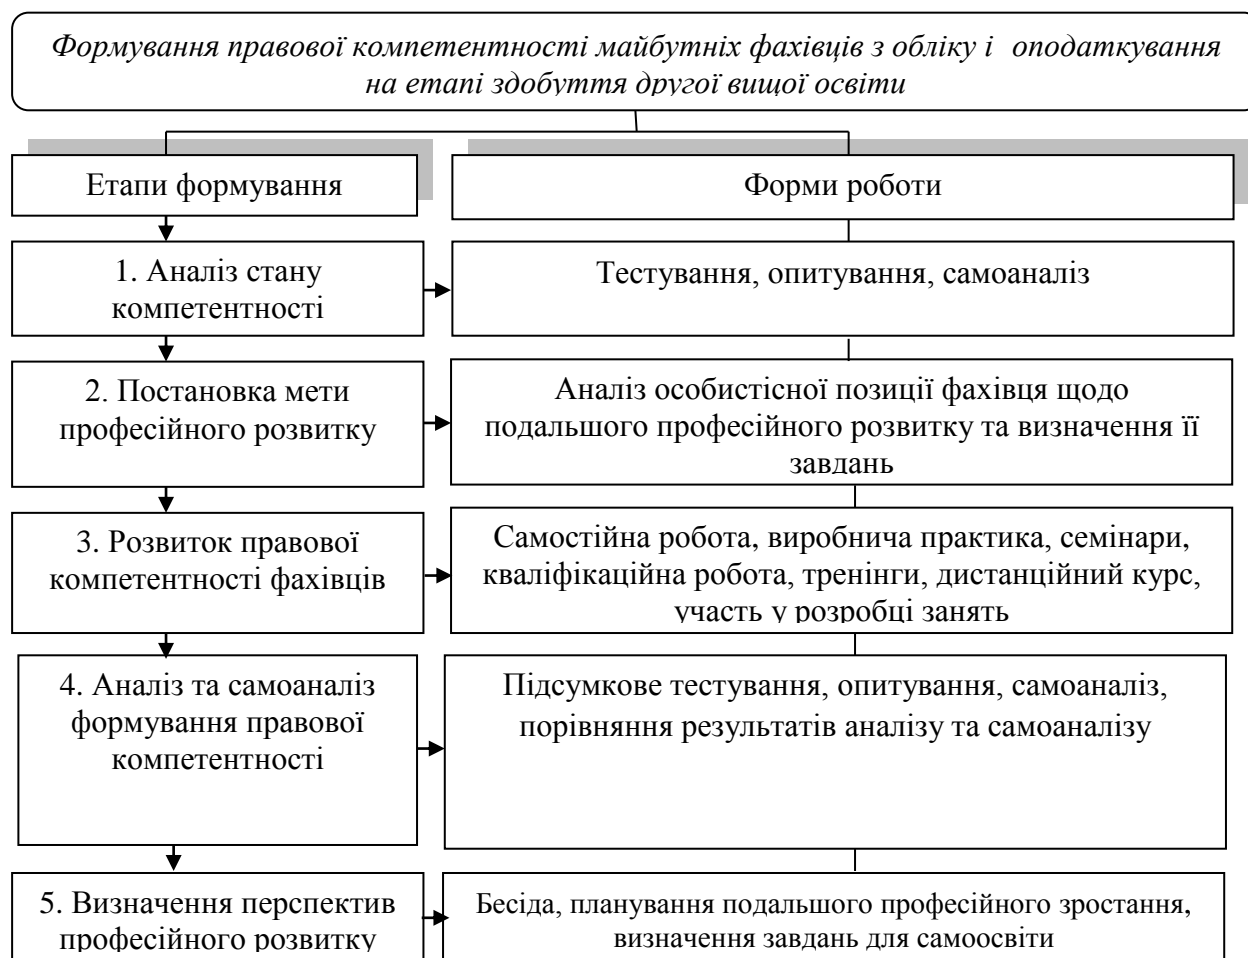 Формування правової компетентності майбутніх фахівців з обліку і оподаткування
на етапі здобуття другої вищої освіти
Етапи формування
Форми роботи
1. Аналіз стану
компетентності
Тестування, опитування, самоаналіз
2. Постановка мети
професійного розвитку
Аналіз особистісної позиції фахівця щодо
подальшого професійного розвитку та визначення її
завдань
3. Розвиток правової
компетентності фахівців
Самостійна робота, виробнича практика, семінари,
кваліфікаційна робота, тренінги, дистанційний курс,
участь у розробці занять
4. Аналіз та самоаналіз
формування правової
компетентності
Підсумкове тестування, опитування, самоаналіз,
порівняння результатів аналізу та самоаналізу
5. Визначення перспектив
професійного розвитку
Бесіда, планування подальшого професійного зростання,
визначення завдань для самоосвіти